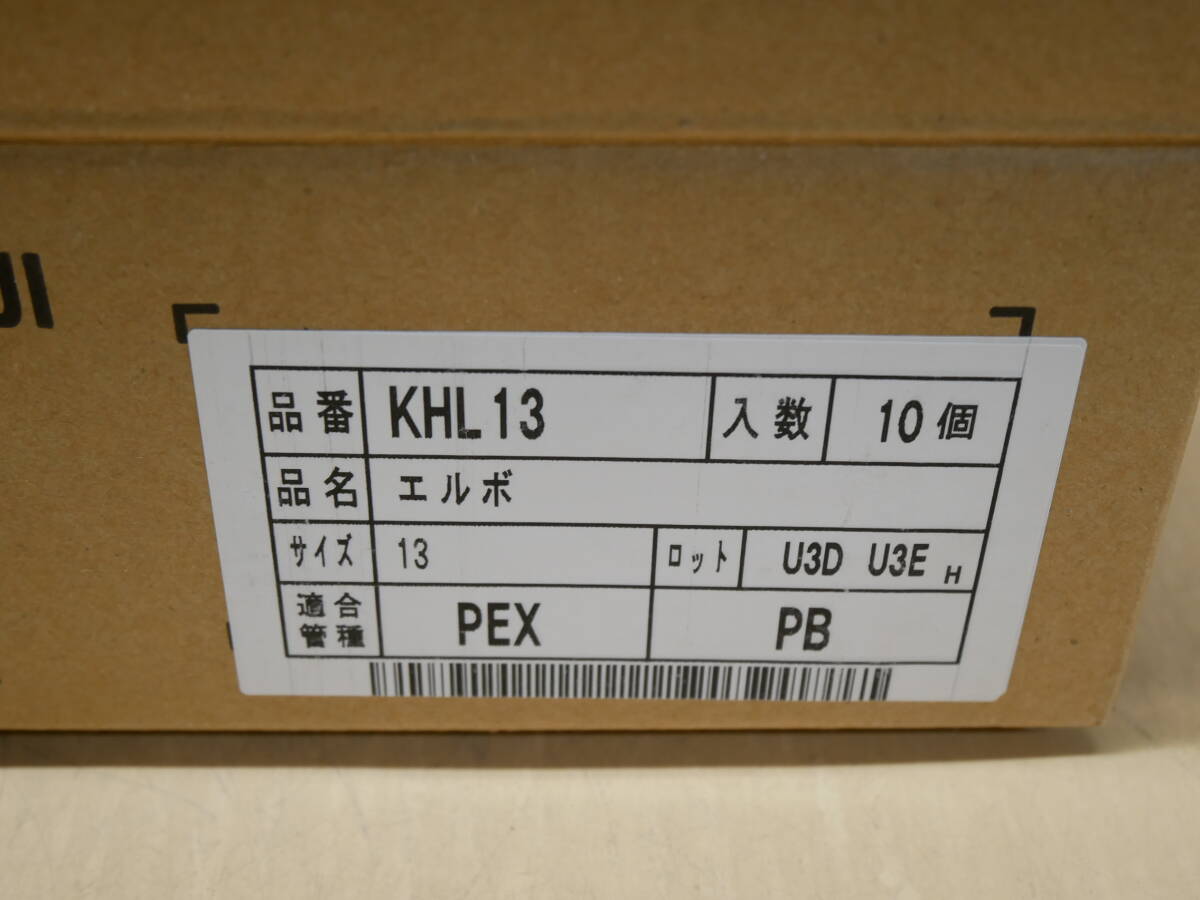 UI
品番 KHL13 入数 10個
品名 エルボ
サイズ 13 ロット U3D U3E H
適合管種 PEX PB